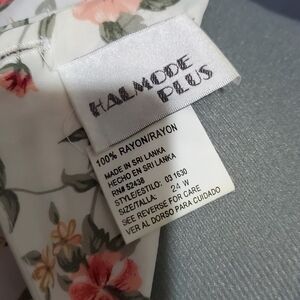 HALMODE
PLUS
100% RAYON/RAYON
MADE IN SRI LANKA
HECHO EN SRI LANKA
RN# 52438
STYLE/ESTILO: 03 1630
SIZE/TALLA: 24 W
SEE REVERSE FOR CARE
VER AL DORSO PARA CUIDADO